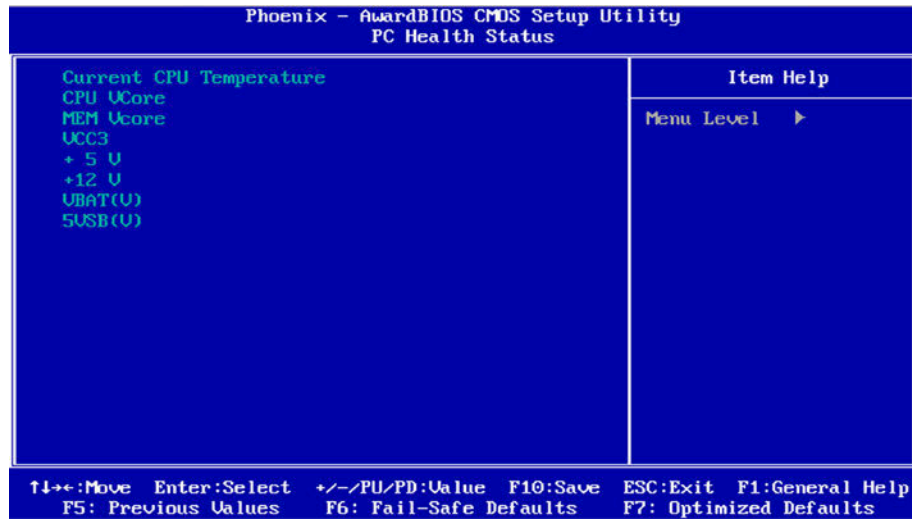 Phoenix - AwardBIOS CMOS Setup Utility
PC Health Status
Current CPU Temperature
CPU VCore
MEM Vcore
VCC3
+ 5 V
+12 V
VBAT(V)
5VSB(V)
Item Help
Menu Level ►
↑↓→←:Move Enter:Select +/-/PU/PD:Value F10:Save ESC:Exit F1:General Help
F5: Previous Values F6: Fail-Safe Defaults F7: Optimized Defaults